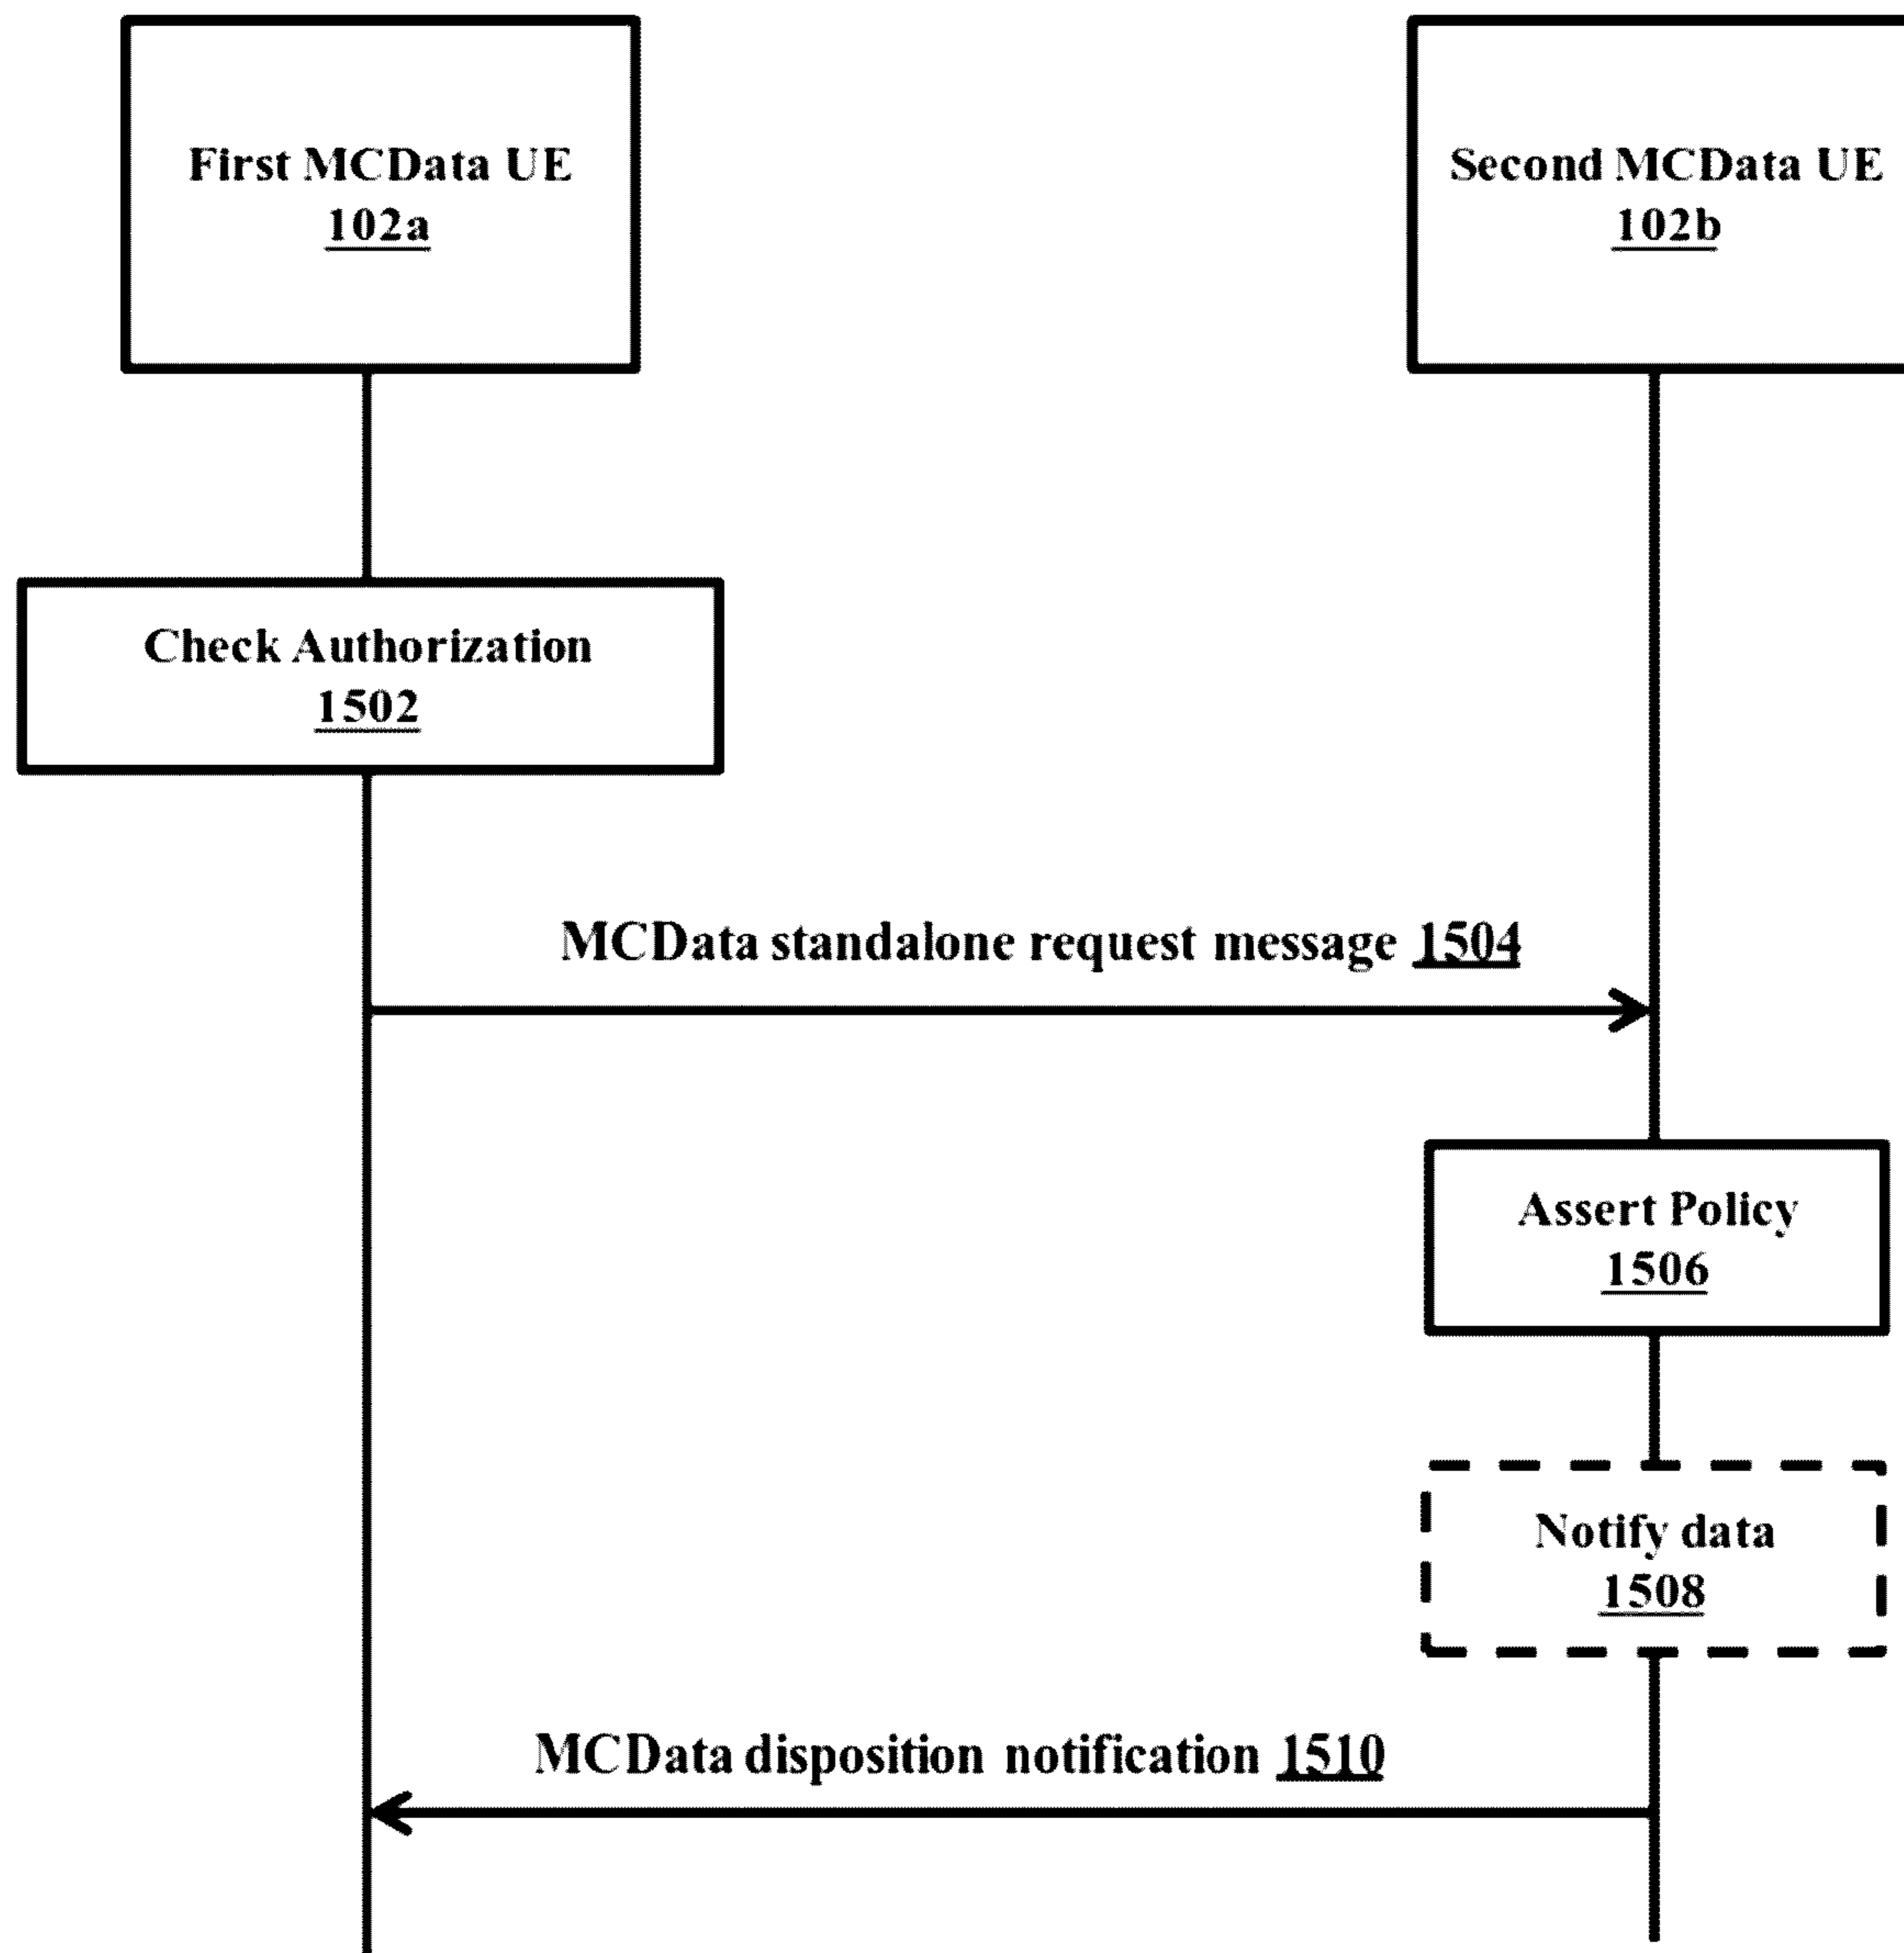 First MCData UE
102a
Second MCData UE
102b
Check Authorization
1502
MCData standalone request message 1504
Assert Policy
1506
Notify data
1508
MCData disposition notification 1510